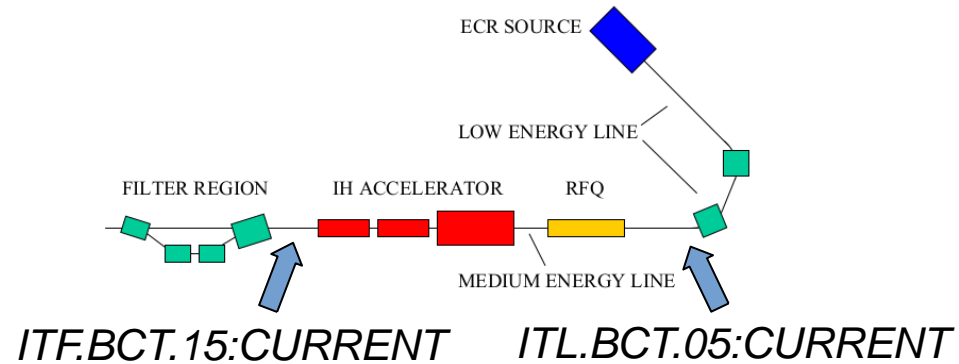 ECR SOURCE
LOW ENERGY LINE
FILTER REGION
IH ACCELERATOR
RFQ
MEDIUM ENERGY LINE
ITF.BCT.15:CURRENT
ITL.BCT.05:CURRENT